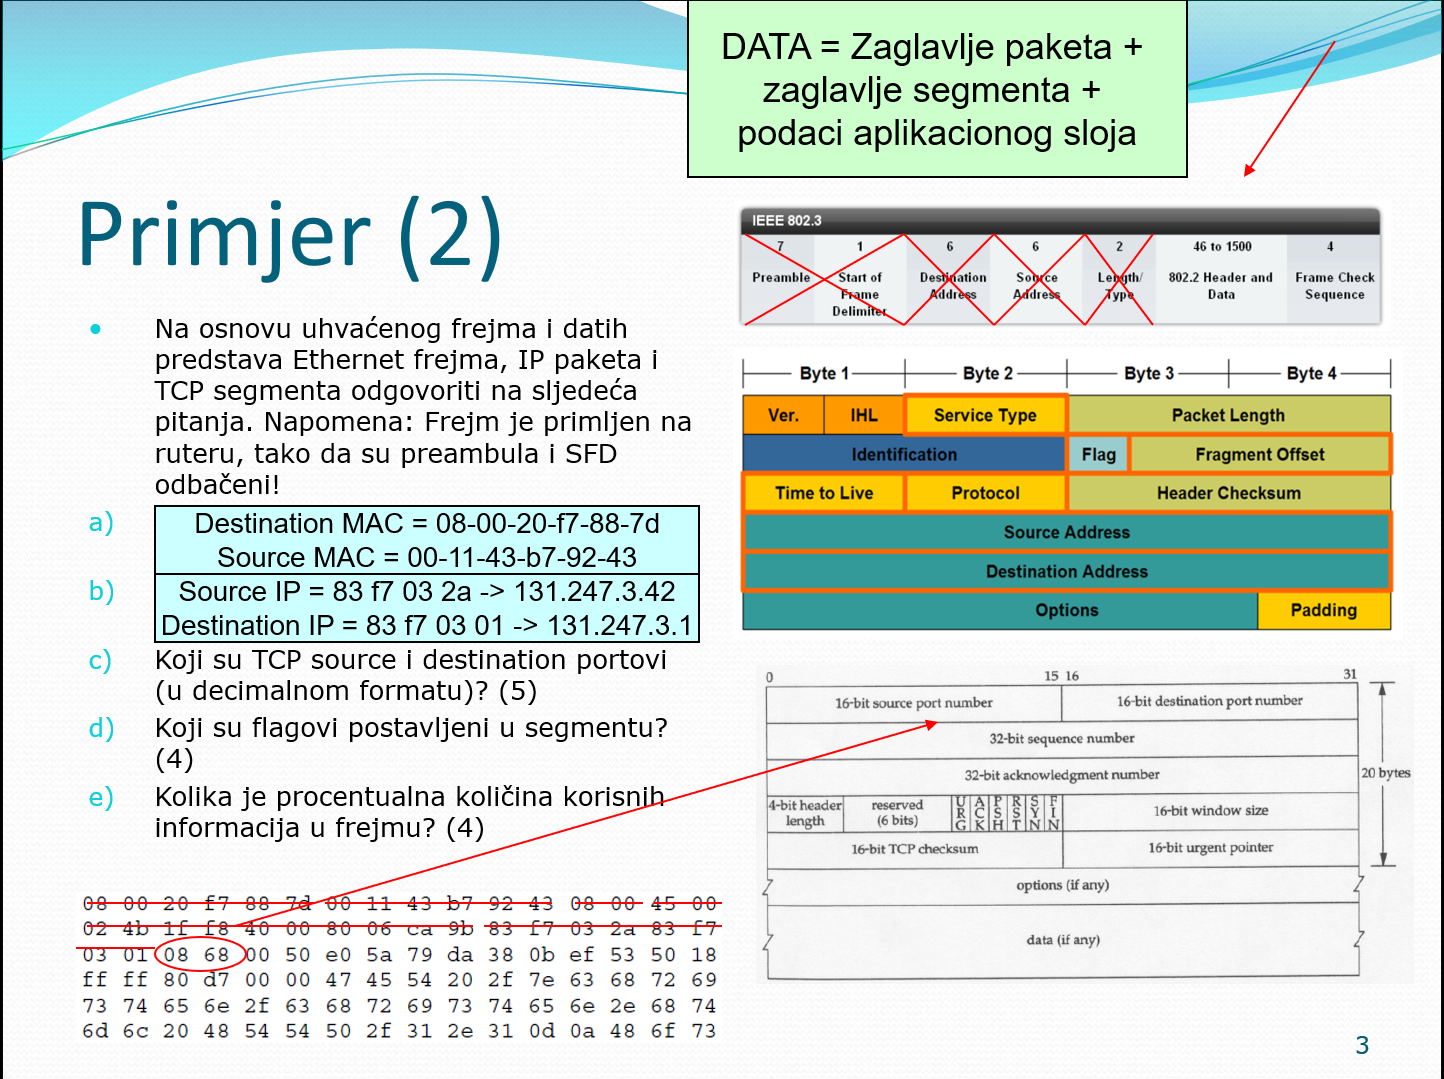 DATA = Zaglavlje paketa +
zaglavlje segmenta +
podaci aplikacionog sloja
Primjer (2)
• Na osnovu uhvaćenog frejma i datih
predstava Ethernet frejma, IP paketa i
TCP segmenta odgovoriti na sljedeća
pitanja. Napomena: Frejm je primljen na
ruteru, tako da su preambula i SFD
odbačeni!
a) Destination MAC = 08-00-20-f7-88-7d
Source MAC = 00-11-43-b7-92-43
b) Source IP = 83 f7 03 2a -> 131.247.3.42
Destination IP = 83 f7 03 01 -> 131.247.3.1
c) Koji su TCP source i destination portovi
(u decimalnom formatu)? (5)
d) Koji su flagovi postavljeni u segmentu?
(4)
e) Kolika je procentualna količina korisnih
informacija u frejmu? (4)
08 00 20 f7 88 7d 00 11 43 b7 92 43 08 00 45 00
02 4b 1f f8 40 00 80 06 ca 9b 83 f7 03 2a 83 f7
03 01 08 68 00 50 e0 5a 79 da 38 0b ef 53 50 18
ff ff 80 d7 00 00 47 45 54 20 2f 7e 63 68 72 69
73 74 65 6e 2f 63 68 72 69 73 74 65 6e 2e 68 74
6d 6c 20 48 54 54 50 2f 31 2e 31 0d 0a 48 6f 73
IEEE 802.3
7 1 6 6 2 46 to 1500 4
Preamble Start of Destination Source Length/ 802.2 Header and Frame Check
Frame Address Address Type Data Sequence
Delimiter
Byte 1 Byte 2 Byte 3 Byte 4
Ver. IHL Service Type Packet Length
Identification Flag Fragment Offset
Time to Live Protocol Header Checksum
Source Address
Destination Address
Options Padding
0 15 16 31
16-bit source port number 16-bit destination port number
32-bit sequence number
32-bit acknowledgment number
20 bytes
4-bit header length reserved (6 bits) URG ACK PSH RST SYN FIN 16-bit window size
16-bit TCP checksum 16-bit urgent pointer
options (if any)
data (if any)
3